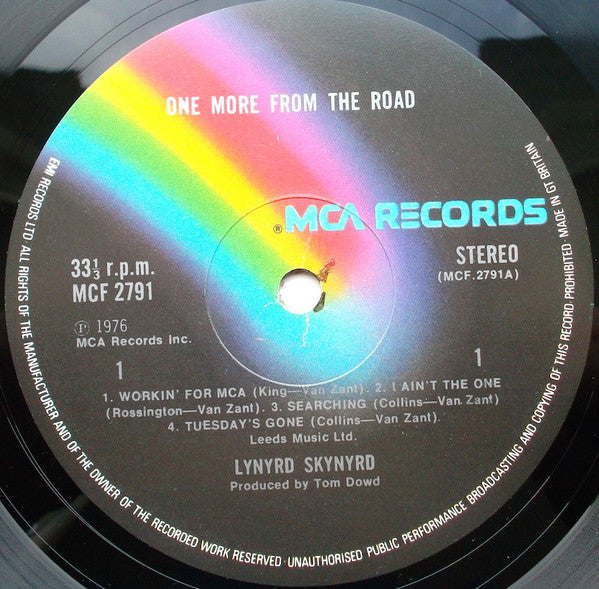 ONE MORE FROM THE ROAD
® MCA RECORDS
33⅓ r.p.m.
MCF 2791
STEREO
(MCF.2791A)
℗ 1976
MCA Records Inc.
1
1
1. WORKIN' FOR MCA (King—Van Zant). 2. I AIN'T THE ONE
(Rossington—Van Zant). 3. SEARCHING (Collins—Van Zant)
4. TUESDAY'S GONE (Collins—Van Zant).
Leeds Music Ltd.
LYNYRD SKYNYRD
Produced by Tom Dowd
EMI RECORDS LTD ALL RIGHTS OF THE MANUFACTURER AND OF THE OWNER OF THE RECORDED WORK RESERVED · UNAUTHORISED PUBLIC PERFORMANCE BROADCASTING AND COPYING OF THIS RECORD PROHIBITED MADE IN GT BRITAIN